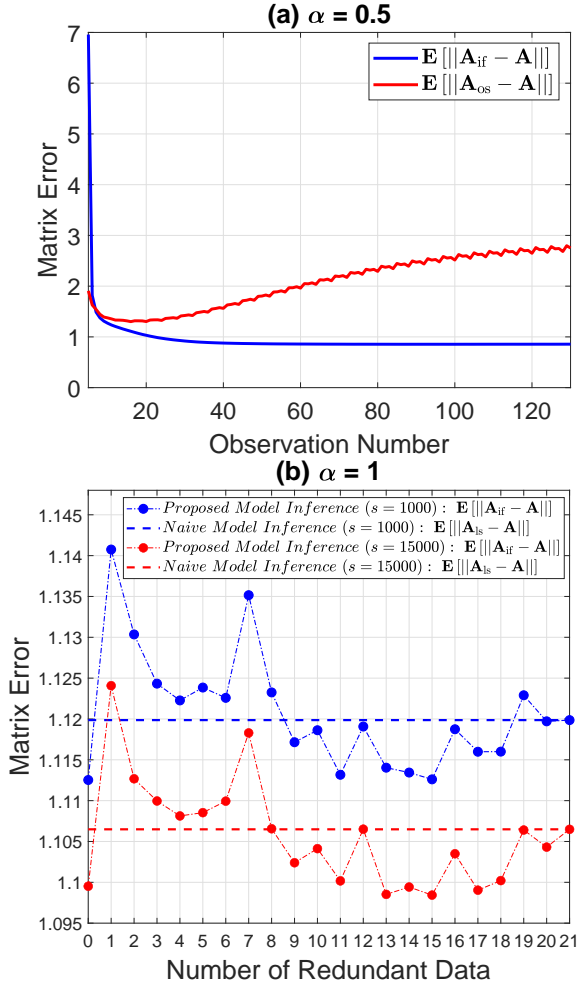 (a) α = 0.5
7
6
5
4
3
2
1
0
Matrix Error
E [||A_if − A||]
E [||A_os − A||]
20 40 60 80 100 120
Observation Number
(b) α = 1
1.145
1.14
1.135
1.13
1.125
1.12
1.115
1.11
1.105
1.1
1.095
Matrix Error
Proposed Model Inference (s = 1000) : E [||A_if − A||]
Naive Model Inference (s = 1000) : E [||A_ls − A||]
Proposed Model Inference (s = 15000) : E [||A_if − A||]
Naive Model Inference (s = 15000) : E [||A_ls − A||]
0 1 2 3 4 5 6 7 8 9 10 11 12 13 14 15 16 17 18 19 20 21
Number of Redundant Data